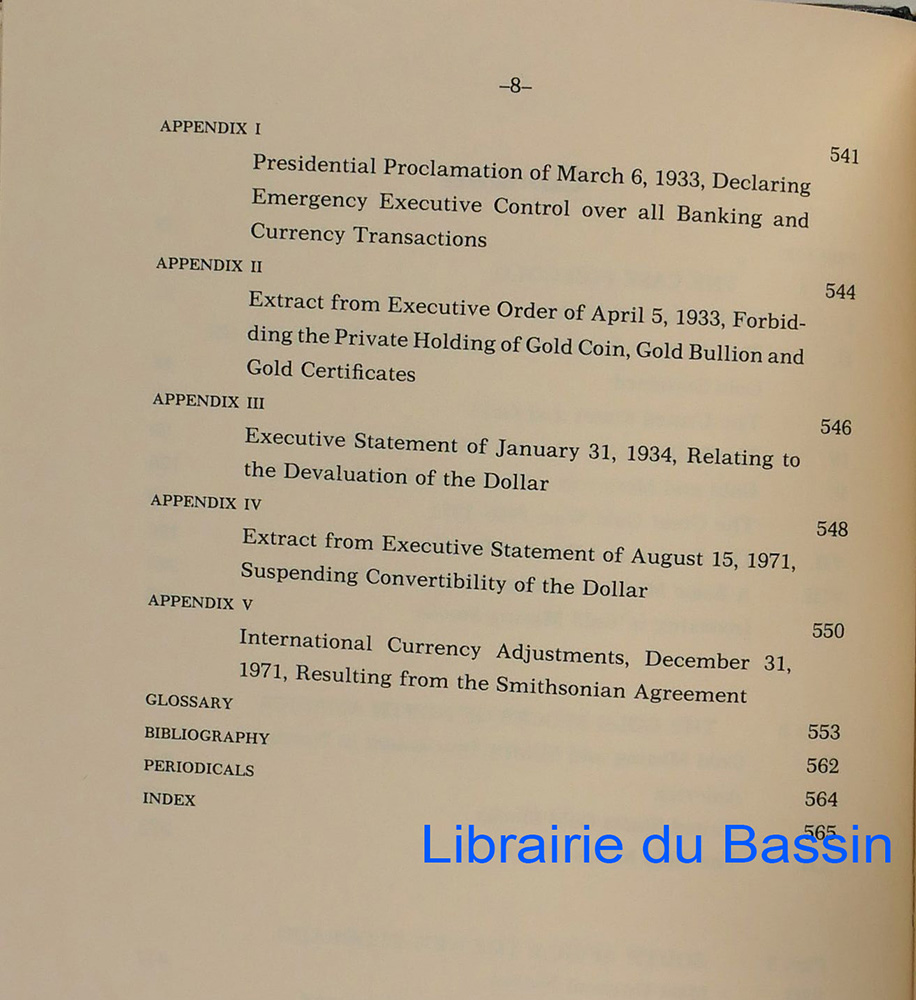 –8–
APPENDIX I 541
Presidential Proclamation of March 6, 1933, Declaring
Emergency Executive Control over all Banking and
Currency Transactions
APPENDIX II 544
Extract from Executive Order of April 5, 1933, Forbid-
ding the Private Holding of Gold Coin, Gold Bullion and
Gold Certificates
APPENDIX III 546
Executive Statement of January 31, 1934, Relating to
the Devaluation of the Dollar
APPENDIX IV 548
Extract from Executive Statement of August 15, 1971,
Suspending Convertibility of the Dollar
APPENDIX V 550
International Currency Adjustments, December 31,
1971, Resulting from the Smithsonian Agreement
GLOSSARY 553
BIBLIOGRAPHY 562
PERIODICALS 564
INDEX 565
Librairie du Bassin